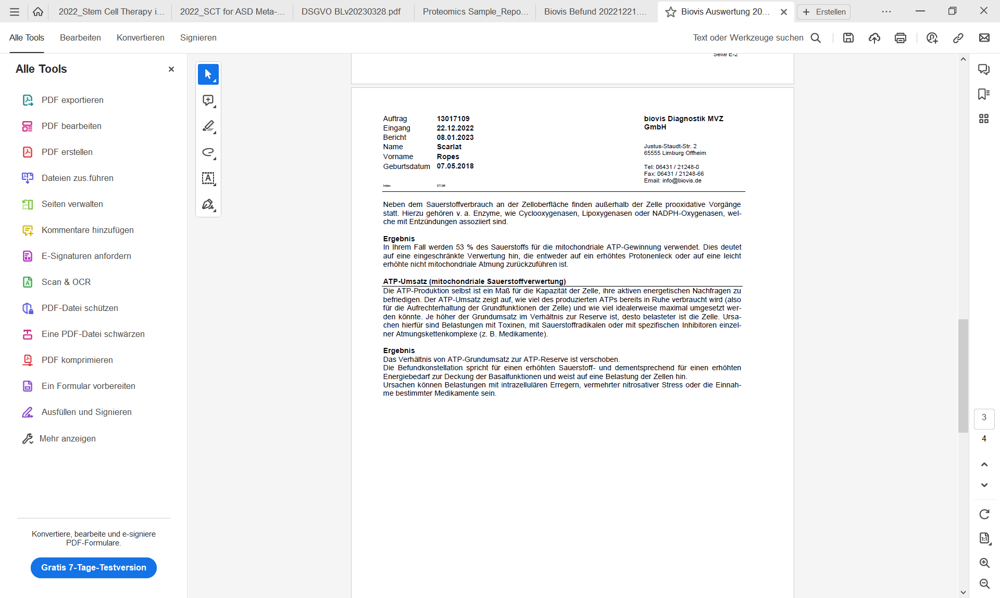 2022_Stem Cell Therapy i...
2022_SCT for ASD Meta-...
DSGVO BLv20230328.pdf
Proteomics Sample_Repo...
Biovis Befund 20221221....
Biovis Auswertung 20...
Erstellen
Alle Tools
Bearbeiten
Konvertieren
Signieren
Text oder Werkzeuge suchen
Alle Tools
PDF exportieren
PDF bearbeiten
PDF erstellen
Dateien zus.führen
Seiten verwalten
Kommentare hinzufügen
E-Signaturen anfordern
Scan & OCR
PDF-Datei schützen
Eine PDF-Datei schwärzen
PDF komprimieren
Ein Formular vorbereiten
Ausfüllen und Signieren
Mehr anzeigen
Konvertiere, bearbeite und e-signiere
PDF-Formulare.
Gratis 7-Tage-Testversion
Seite E-2
Auftrag 13017109
Eingang 22.12.2022
Bericht 08.01.2023
Name Scarlat
Vorname Ropes
Geburtsdatum 07.05.2018
Index STUM
biovis Diagnostik MVZ
GmbH
Justus-Staudt-Str. 2
65555 Limburg Offheim
Tel: 06431 / 21248-0
Fax: 06431 / 21248-66
Email: info@biovis.de
Neben dem Sauerstoffverbrauch an der Zelloberfläche finden außerhalb der Zelle prooxidative Vorgänge
statt. Hierzu gehören v. a. Enzyme, wie Cyclooxygenasen, Lipoxygenasen oder NADPH-Oxygenasen, wel-
che mit Entzündungen assoziiert sind.
Ergebnis
In Ihrem Fall werden 53 % des Sauerstoffs für die mitochondriale ATP-Gewinnung verwendet. Dies deutet
auf eine eingeschränkte Verwertung hin, die entweder auf ein erhöhtes Protonenleck oder auf eine leicht
erhöhte nicht mitochondriale Atmung zurückzuführen ist.
ATP-Umsatz (mitochondriale Sauerstoffverwertung)
Die ATP-Produktion selbst ist ein Maß für die Kapazität der Zelle, ihre aktiven energetischen Nachfragen zu
befriedigen. Der ATP-Umsatz zeigt auf, wie viel des produzierten ATPs bereits in Ruhe verbraucht wird (also
für die Aufrechterhaltung der Grundfunktionen der Zelle) und wie viel idealerweise maximal umgesetzt wer-
den könnte. Je höher der Grundumsatz im Verhältnis zur Reserve ist, desto belasteter ist die Zelle. Ursa-
chen hierfür sind Belastungen mit Toxinen, mit Sauerstoffradikalen oder mit spezifischen Inhibitoren einzel-
ner Atmungskettenkomplexe (z. B. Medikamente).
Ergebnis
Das Verhältnis von ATP-Grundumsatz zur ATP-Reserve ist verschoben.
Die Befundkonstellation spricht für einen erhöhten Sauerstoff- und dementsprechend für einen erhöhten
Energiebedarf zur Deckung der Basalfunktionen und weist auf eine Belastung der Zellen hin.
Ursachen können Belastungen mit intrazellulären Erregern, vermehrter nitrosativer Stress oder die Einnah-
me bestimmter Medikamente sein.
3
4